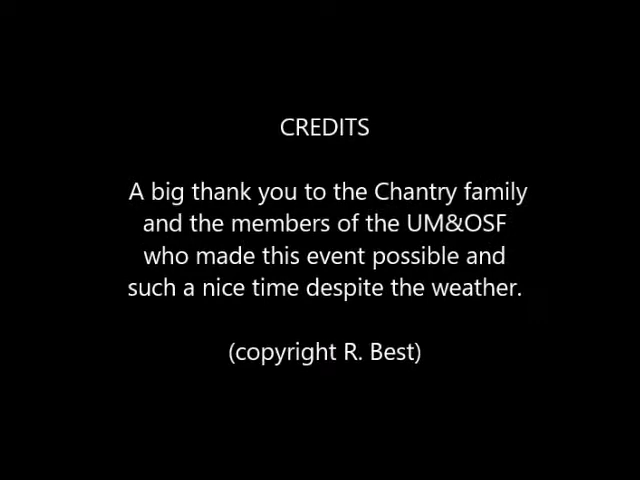 CREDITS
A big thank you to the Chantry family
and the members of the UM&OSF
who made this event possible and
such a nice time despite the weather.
(copyright R. Best)